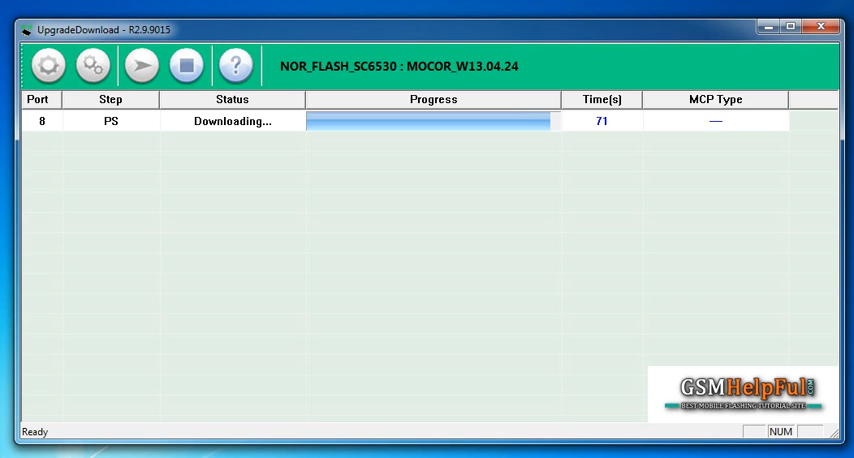 UpgradeDownload - R2.9.9015
?
NOR_FLASH_SC6530 : MOCOR_W13.04.24
Port Step Status Progress Time(s) MCP Type
8 PS Downloading... 71 —
GSMHelpFul.COM
BEST MOBILE FLASHING TUTORIAL SITE
Ready NUM